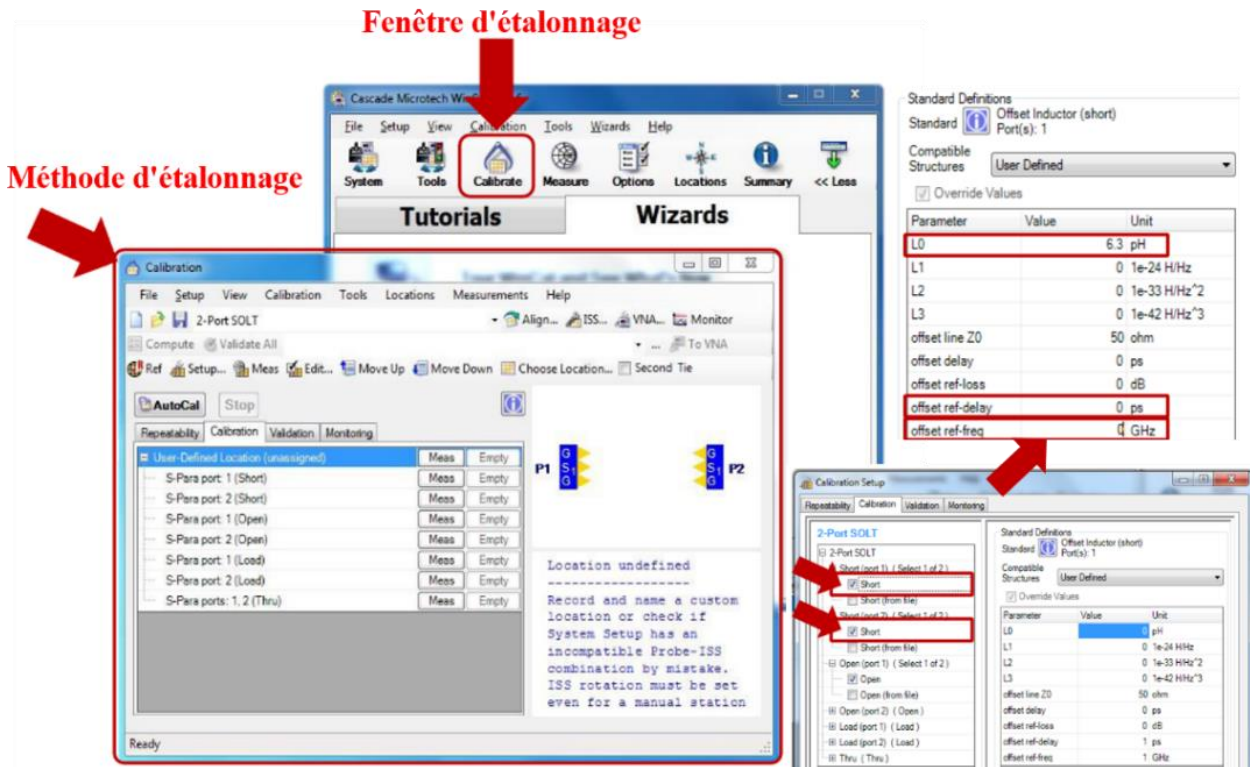 Fenêtre d'étalonnage
Méthode d'étalonnage
Cascade Microtech
File Setup View Calibration Tools Wizards Help
System Tools Calibrate Measure Options Locations Summary << Less
Tutorials Wizards
Calibration
File Setup View Calibration Tools Locations Measurements Help
2-Port SOLT Align... ISS... VNA... Monitor
Compute Validate All ... To VNA
Ref Setup... Meas Edit... Move Up Move Down Choose Location... Second Tie
AutoCal Stop
Repeatability Calibration Validation Monitoring
User-Defined Location (unassigned) Meas Empty
S-Para port: 1 (Short) Meas Empty
S-Para port: 2 (Short) Meas Empty
S-Para port: 1 (Open) Meas Empty
S-Para port: 2 (Open) Meas Empty
S-Para port: 1 (Load) Meas Empty
S-Para port: 2 (Load) Meas Empty
S-Para ports: 1, 2 (Thru) Meas Empty
P1 G S1 G
G S1 G P2
Location undefined
------------------
Record and name a custom
location or check if
System Setup has an
incompatible Probe-ISS
combination by mistake.
ISS rotation must be set
even for a manual station
Ready
Standard Definitions
Standard Offset Inductor (short)
Port(s): 1
Compatible
Structures User Defined
Override Values
Parameter Value Unit
L0 6.3 pH
L1 0 1e-24 H/Hz
L2 0 1e-33 H/Hz^2
L3 0 1e-42 H/Hz^3
offset line Z0 50 ohm
offset delay 0 ps
offset ref-loss 0 dB
offset ref-delay 0 ps
offset ref-freq 0 GHz
Calibration Setup
Repeatability Calibration Validation Monitoring
2-Port SOLT
2-Port SOLT
Short (port 1) ( Select 1 of 2 )
Short
Short (from file)
Short (port 2) ( Select 1 of 2 )
Short
Short (from file)
Open (port 1) ( Select 1 of 2 )
Open
Open (from file)
Open (port 2) ( Open )
Load (port 1) ( Load )
Load (port 2) ( Load )
Thru ( Thru )
Standard Definitions
Standard Offset Inductor (short)
Port(s): 1
Compatible
Structures User Defined
Override Values
Parameter Value Unit
L0 0 pH
L1 0 1e-24 H/Hz
L2 0 1e-33 H/Hz^2
L3 0 1e-42 H/Hz^3
offset line Z0 50 ohm
offset delay 0 ps
offset ref-loss 0 dB
offset ref-delay 1 ps
offset ref-freq 1 GHz